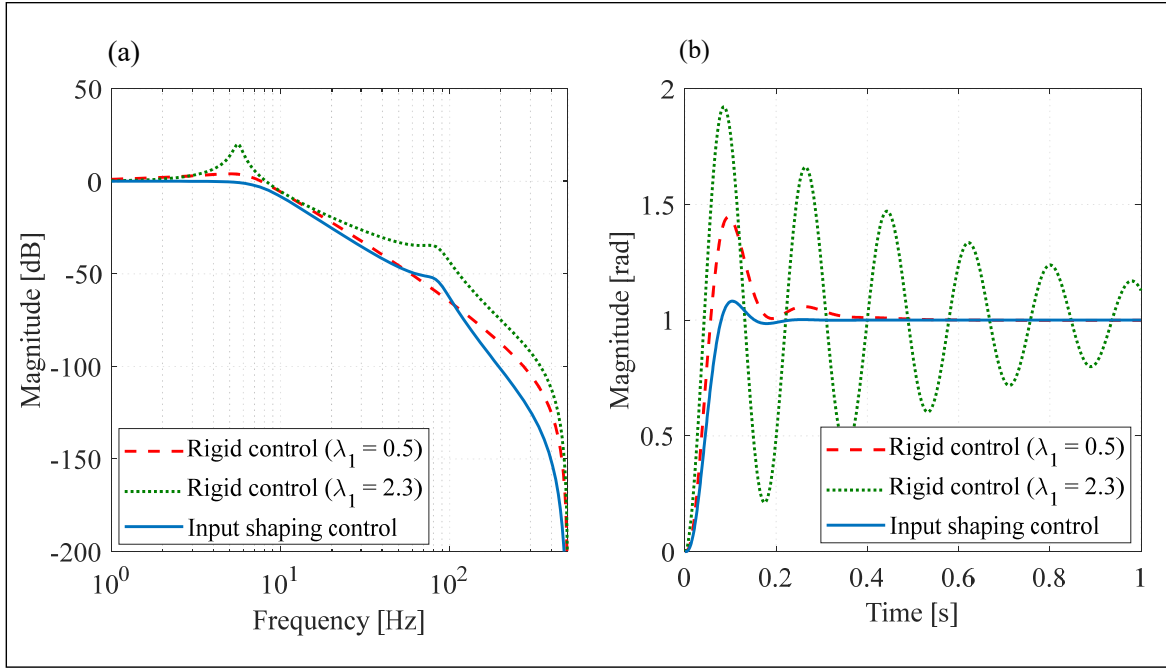 (a)
50
0
-50
-100
-150
-200
Magnitude [dB]
10^0
10^1
10^2
Frequency [Hz]
Rigid control (λ_1 = 0.5)
Rigid control (λ_1 = 2.3)
Input shaping control
(b)
2
1.5
1
0.5
0
Magnitude [rad]
0
0.2
0.4
0.6
0.8
1
Time [s]
Rigid control (λ_1 = 0.5)
Rigid control (λ_1 = 2.3)
Input shaping control